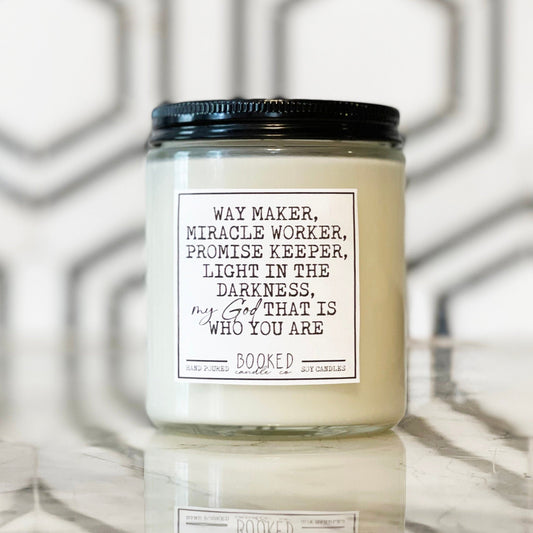 WAY MAKER,
MIRACLE WORKER,
PROMISE KEEPER,
LIGHT IN THE
DARKNESS,
my God THAT IS
WHO YOU ARE
BOOKED
HAND POURED candle co SOY CANDLES